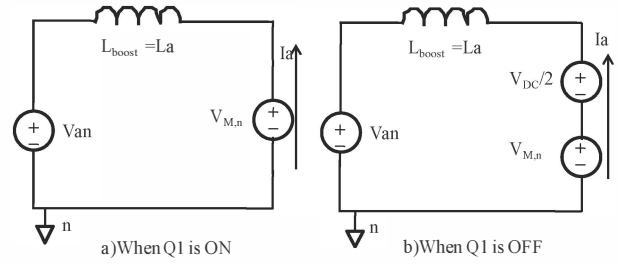 L_boost =La
Ia
+
−
Van
V_M,n
+
−
n
a)When Q1 is ON
L_boost =La
Ia
V_DC/2
+
−
+
−
Van
V_M,n
+
−
n
b)When Q1 is OFF